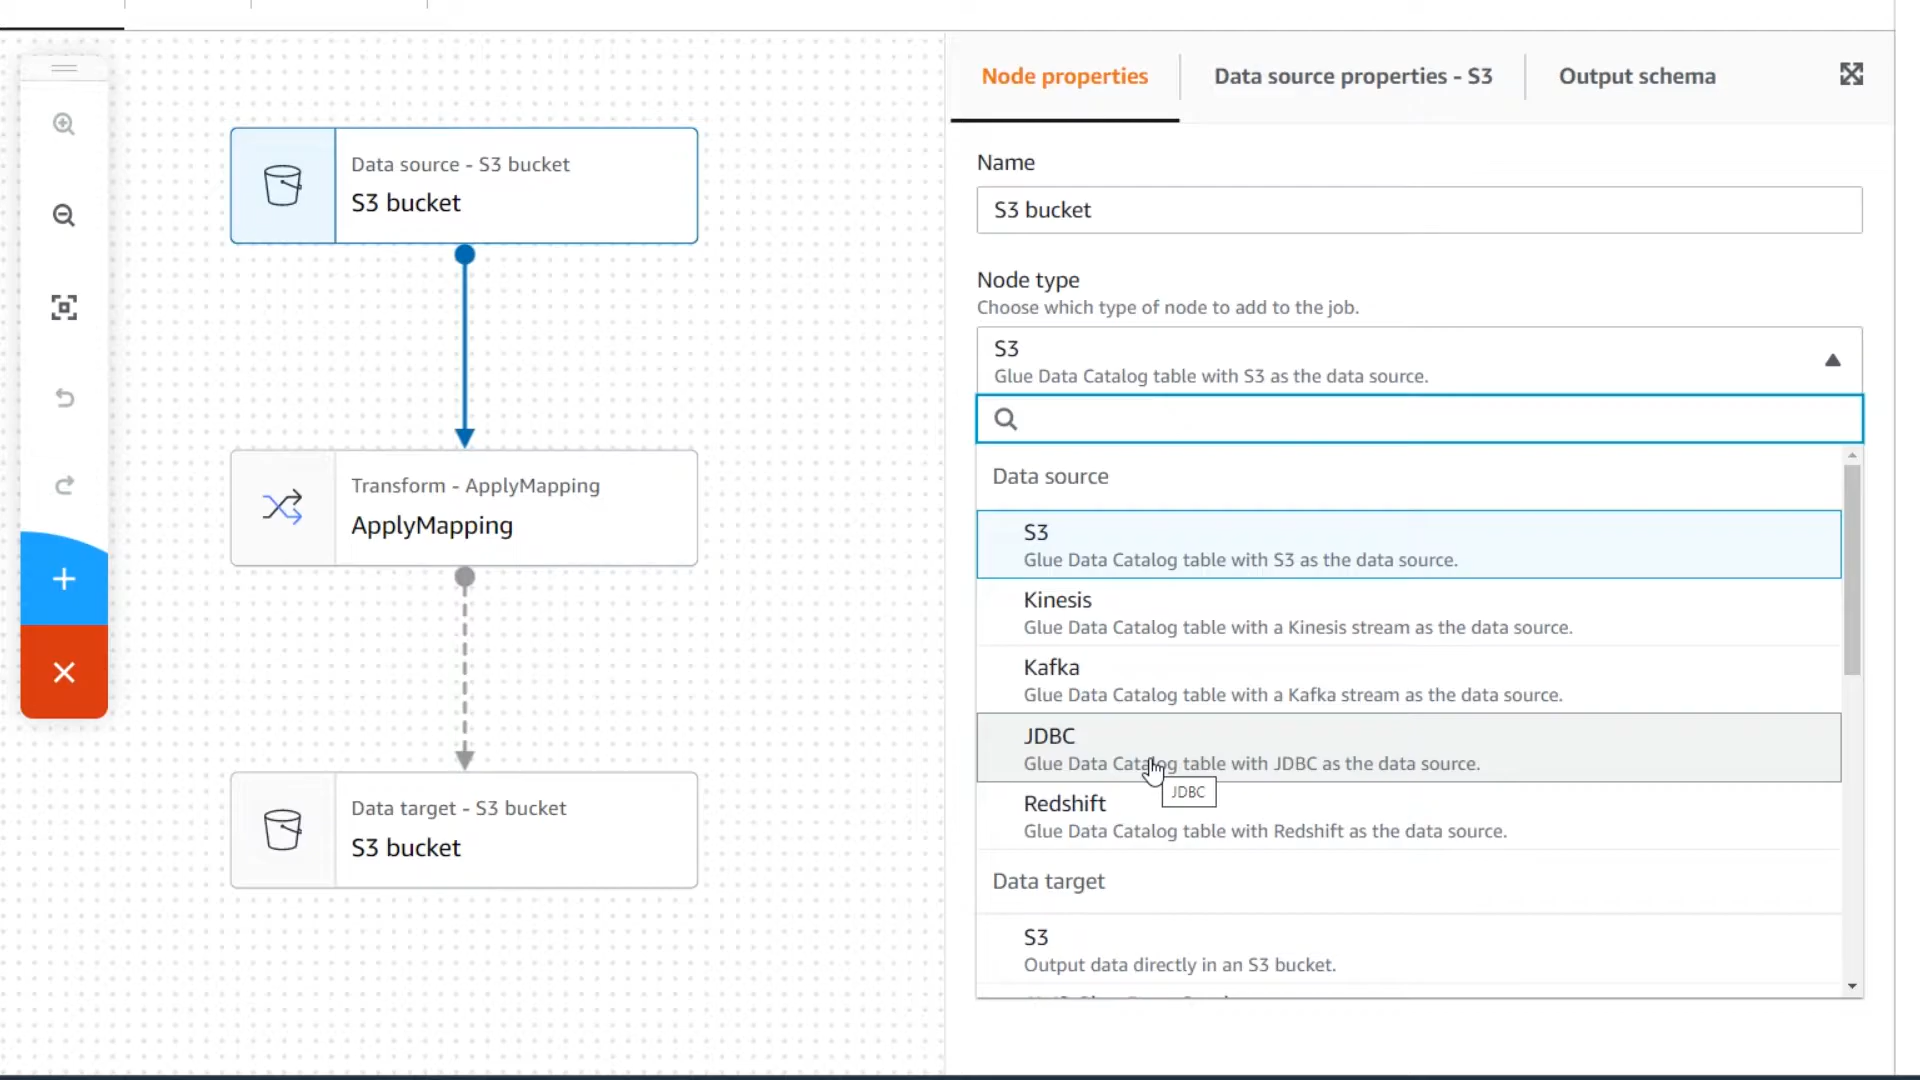 Data source - S3 bucket
S3 bucket
Transform - ApplyMapping
ApplyMapping
Data target - S3 bucket
S3 bucket
Node properties
Data source properties - S3
Output schema
Name
S3 bucket
Node type
Choose which type of node to add to the job.
S3
Glue Data Catalog table with S3 as the data source.
Data source
S3
Glue Data Catalog table with S3 as the data source.
Kinesis
Glue Data Catalog table with a Kinesis stream as the data source.
Kafka
Glue Data Catalog table with a Kafka stream as the data source.
JDBC
Glue Data Catalog table with JDBC as the data source.
JDBC
Redshift
Glue Data Catalog table with Redshift as the data source.
Data target
S3
Output data directly in an S3 bucket.